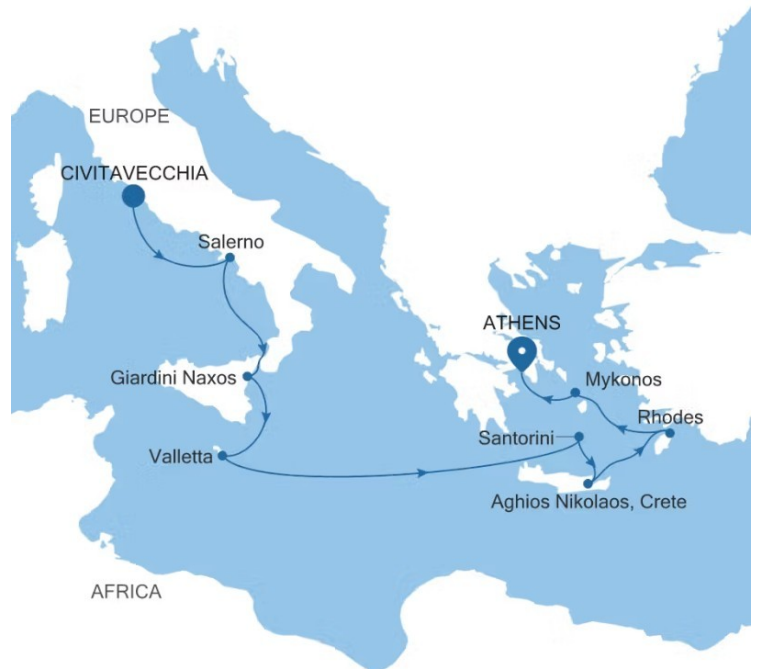 EUROPE
CIVITAVECCHIA
Salerno
ATHENS
Giardini Naxos
Mykonos
Rhodes
Santorini
Valletta
Aghios Nikolaos, Crete
AFRICA